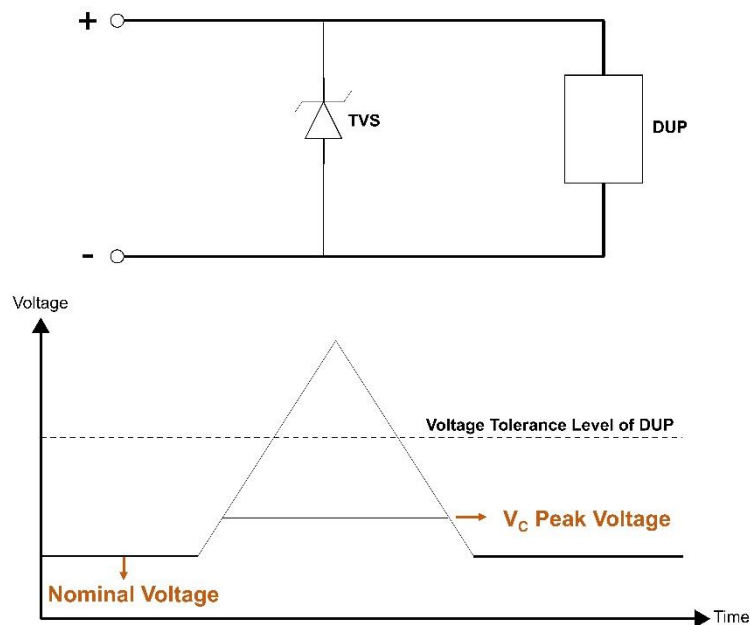 +
TVS
DUP
-
Voltage
Voltage Tolerance Level of DUP
VC Peak Voltage
Nominal Voltage
Time